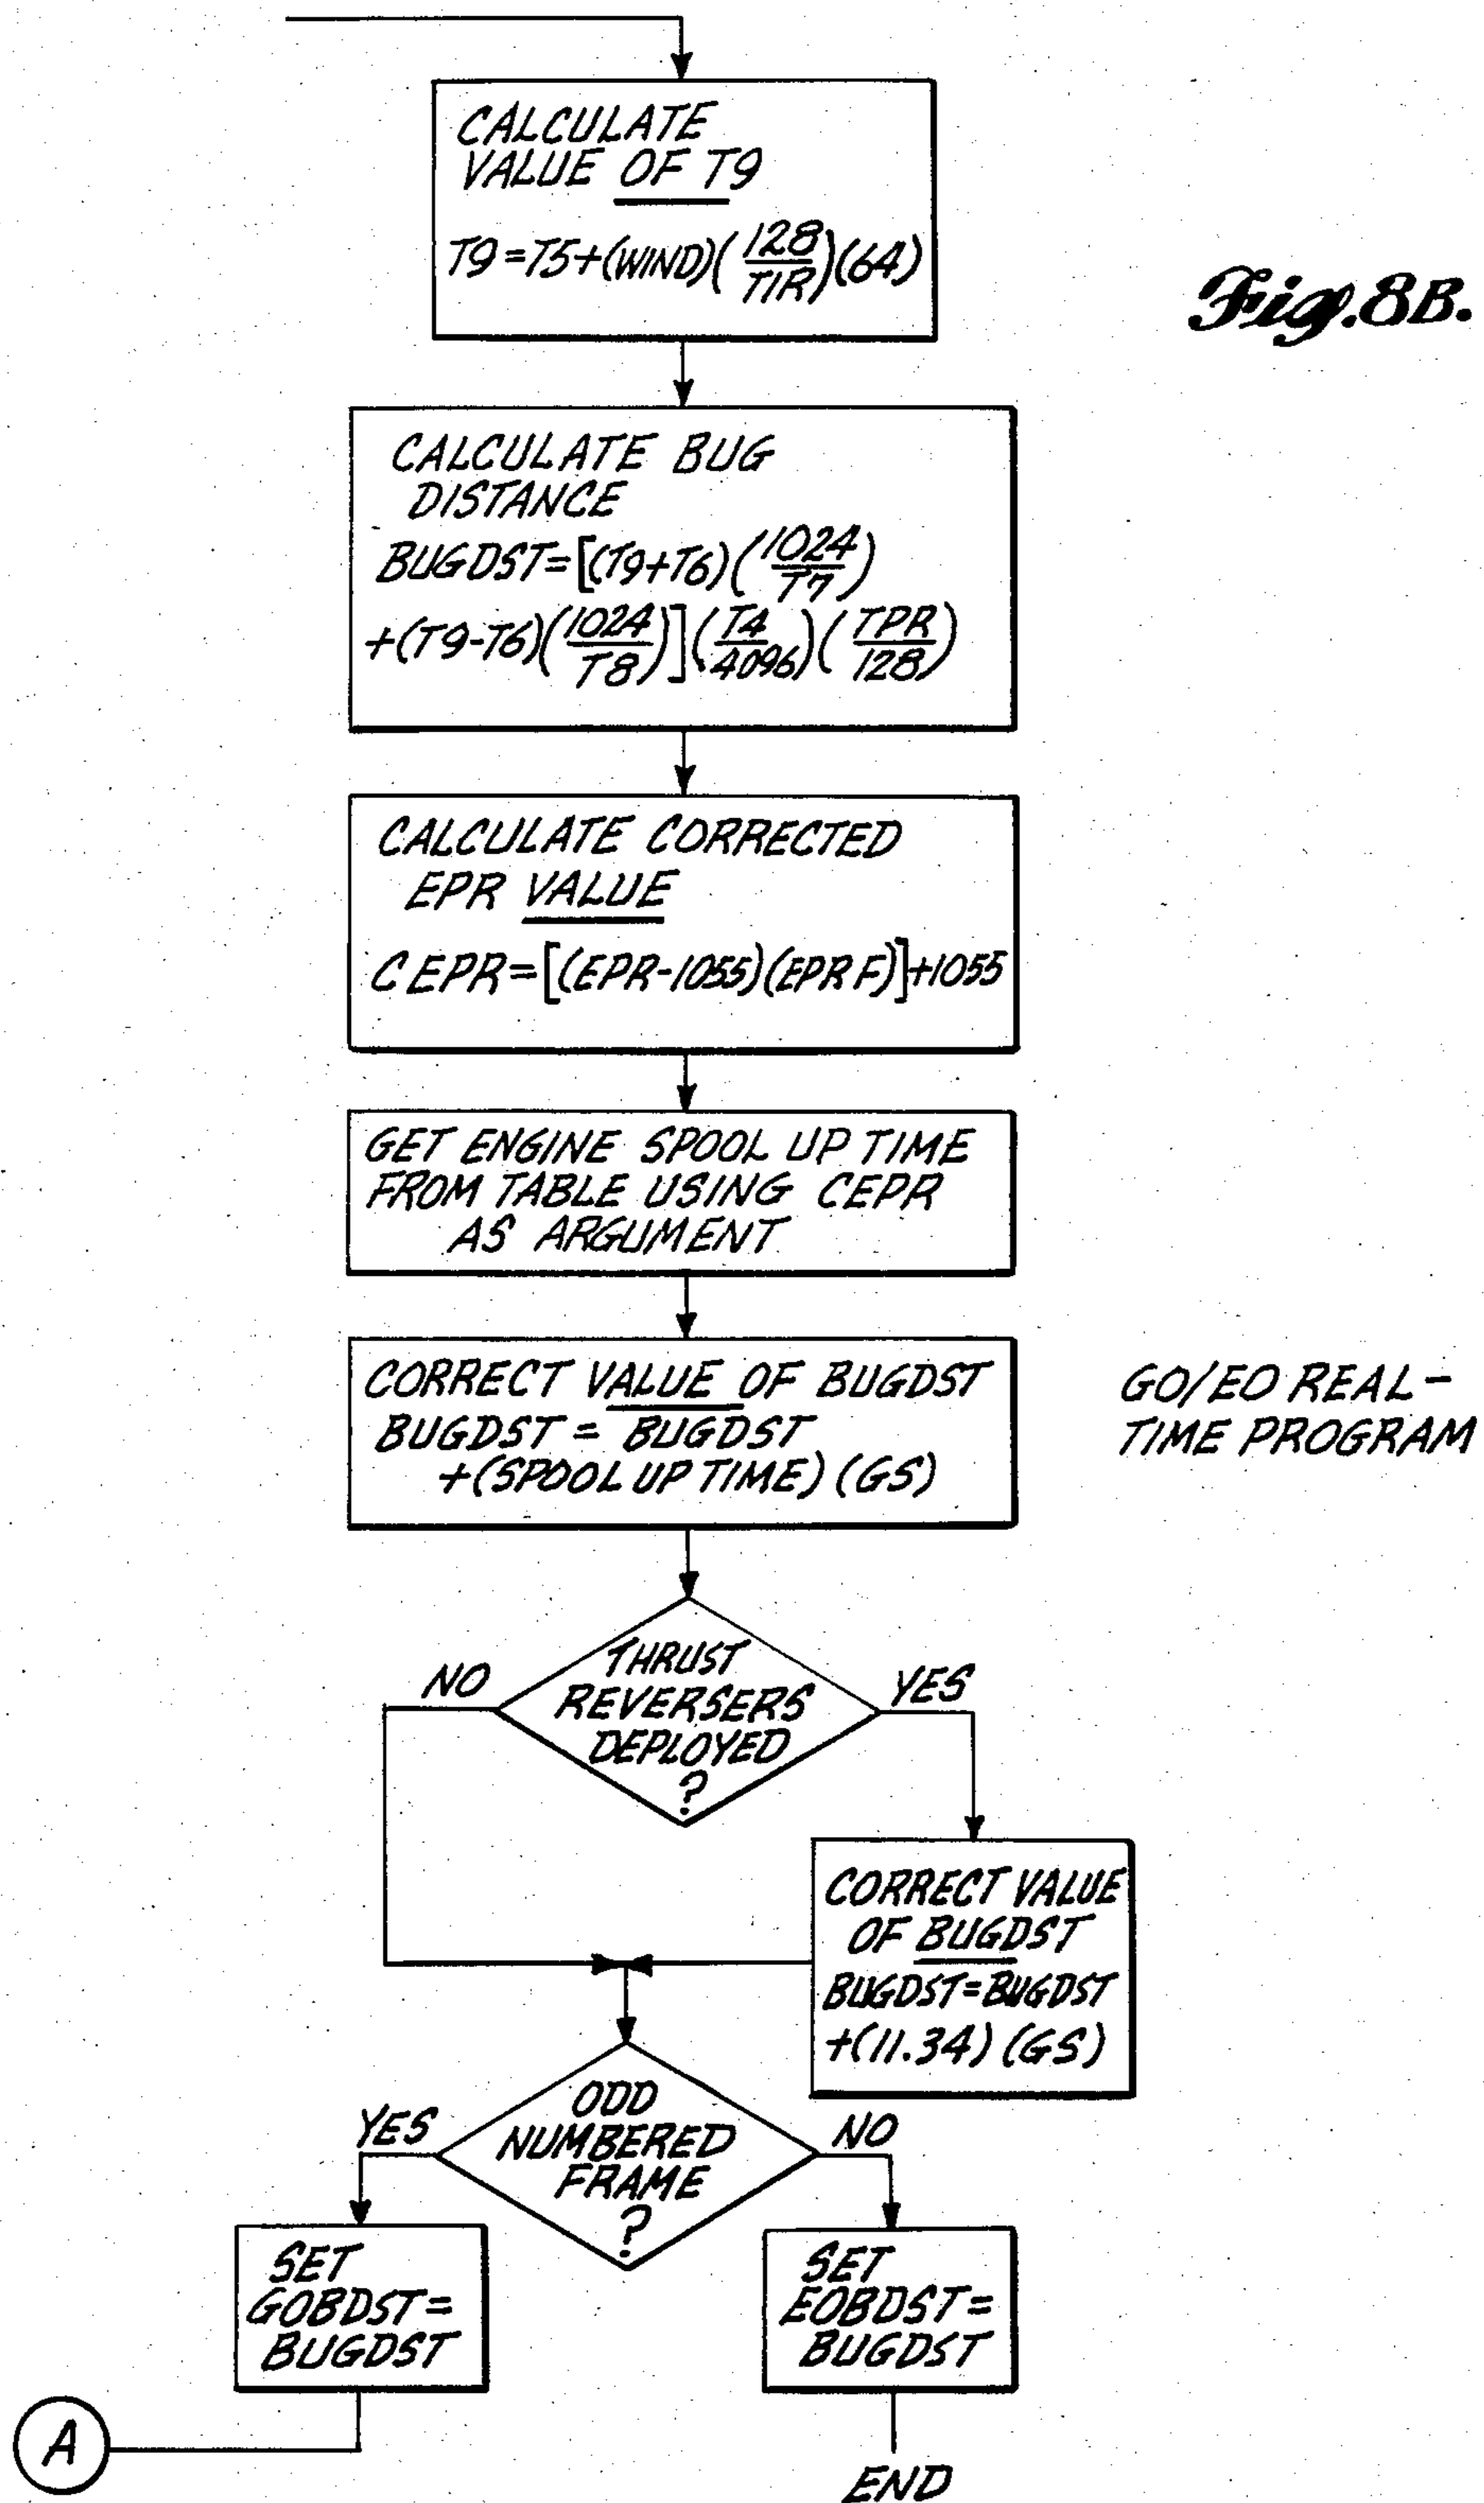 CALCULATE
VALUE OF T9
T9=T5+(WIND)(128/TIR)(64)
Fig.8B.
CALCULATE BUG
DISTANCE
BUGDST=[(T9+T6)(1024/T7)
+(T9-T6)(1024/T8)](T4/4096)(TPR/128)
CALCULATE CORRECTED
EPR VALUE
CEPR=[(EPR-1055)(EPRF)]+1055
GET ENGINE SPOOL UP TIME
FROM TABLE USING CEPR
AS ARGUMENT
CORRECT VALUE OF BUGDST
BUGDST = BUGDST
+(SPOOL UP TIME) (GS)
GO/EO REAL-
TIME PROGRAM
THRUST
REVERSERS
DEPLOYED
?
NO
YES
CORRECT VALUE
OF BUGDST
BUGDST=BUGDST
+(11.34) (GS)
ODD
NUMBERED
FRAME
?
YES
NO
SET
GOBDST=
BUGDST
SET
EOBDST=
BUGDST
A
END